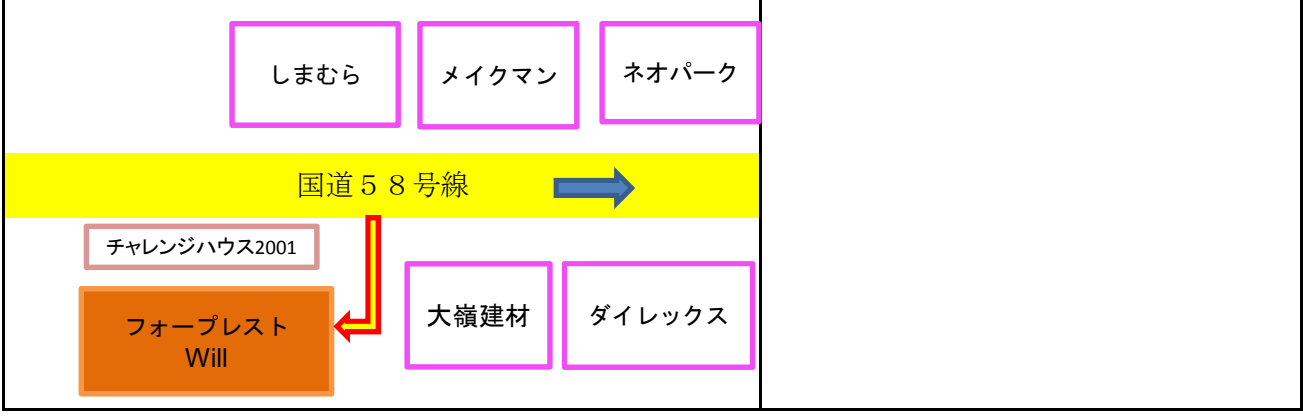 しまむら
メイクマン
ネオパーク
国道５８号線
チャレンジハウス2001
フォープレスト
Will
大嶺建材
ダイレックス